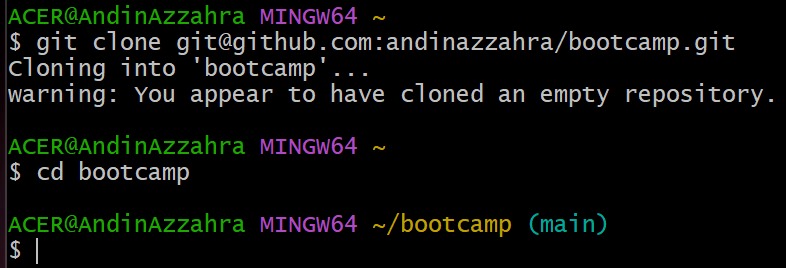 ACER@AndinAzzahra MINGW64 ~
$ git clone git@github.com:andinazzahra/bootcamp.git
Cloning into 'bootcamp'...
warning: You appear to have cloned an empty repository.
ACER@AndinAzzahra MINGW64 ~
$ cd bootcamp
ACER@AndinAzzahra MINGW64 ~/bootcamp (main)
$